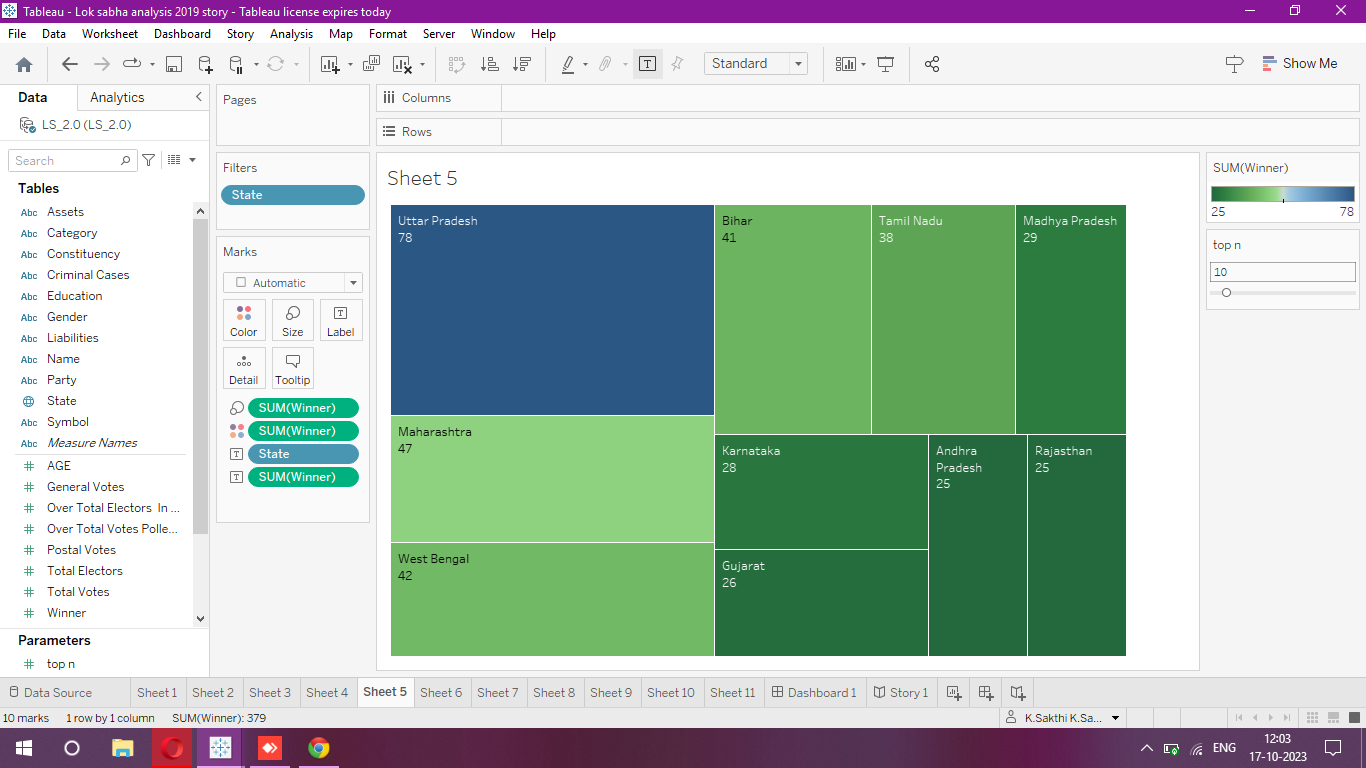 Tableau - Lok sabha analysis 2019 story - Tableau license expires today
File Data Worksheet Dashboard Story Analysis Map Format Server Window Help
Standard
Show Me
Data Analytics
LS_2.0 (LS_2.0)
Search
Tables
Abc Assets
Abc Category
Abc Constituency
Abc Criminal Cases
Abc Education
Abc Gender
Abc Liabilities
Abc Name
Abc Party
State
Abc Symbol
Abc Measure Names
# AGE
# General Votes
# Over Total Electors In ...
# Over Total Votes Polle...
# Postal Votes
# Total Electors
# Total Votes
# Winner
Parameters
# top n
Pages
Filters
State
Marks
Automatic
Color Size Label
Detail Tooltip
SUM(Winner)
SUM(Winner)
State
SUM(Winner)
Columns
Rows
Sheet 5
Uttar Pradesh
78
Maharashtra
47
West Bengal
42
Bihar
41
Tamil Nadu
38
Madhya Pradesh
29
Karnataka
28
Gujarat
26
Andhra
Pradesh
25
Rajasthan
25
SUM(Winner)
25 78
top n
10
Data Source Sheet 1 Sheet 2 Sheet 3 Sheet 4 Sheet 5 Sheet 6 Sheet 7 Sheet 8 Sheet 9 Sheet 10 Sheet 11 Dashboard 1 Story 1
10 marks 1 row by 1 column SUM(Winner): 379
K.Sakthi K.Sa...
ENG
12:03
17-10-2023